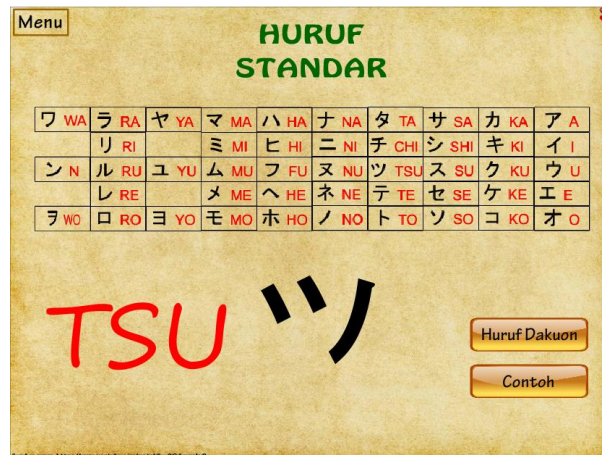 Menu
HURUF
STANDAR
ワ WA ラ RA ヤ YA マ MA ハ HA ナ NA タ TA サ SA カ KA ア A
リ RI ミ MI ヒ HI ニ NI チ CHI シ SHI キ KI イ I
ン N ル RU ユ YU ム MU フ FU ヌ NU ツ TSU ス SU ク KU ウ U
レ RE メ ME ヘ HE ネ NE テ TE セ SE ケ KE エ E
ヲ WO ロ RO ヨ YO モ MO ホ HO ノ NO ト TO ソ SO コ KO オ O
TSU ツ
Huruf Dakuon
Contoh